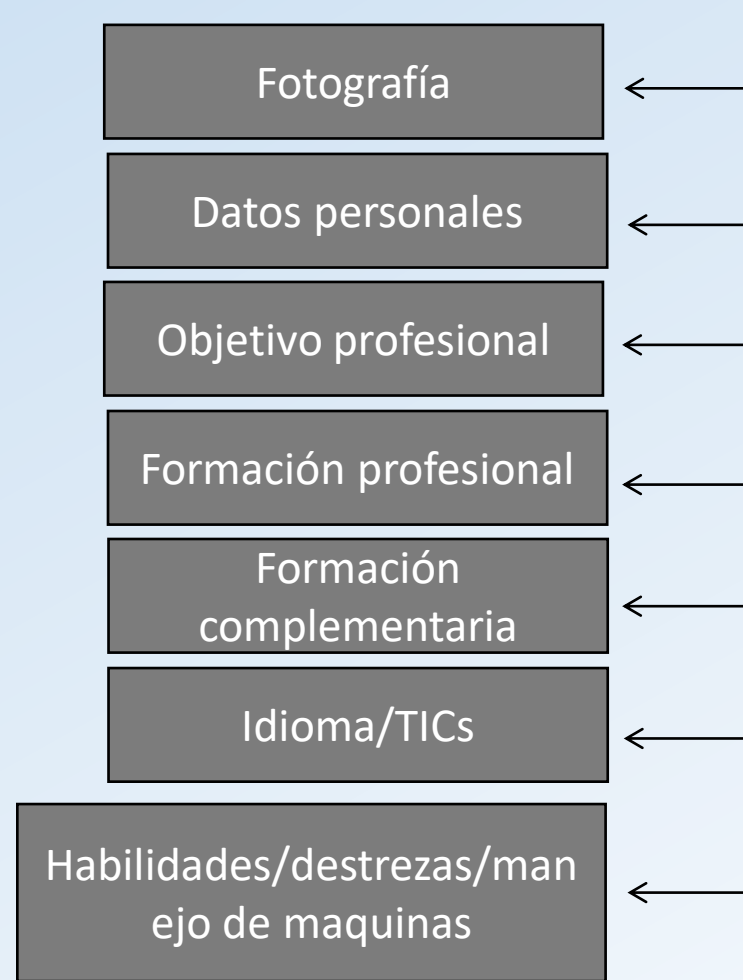 Fotografía
Datos personales
Objetivo profesional
Formación profesional
Formación
complementaria
Idioma/TICs
Habilidades/destrezas/man
ejo de maquinas